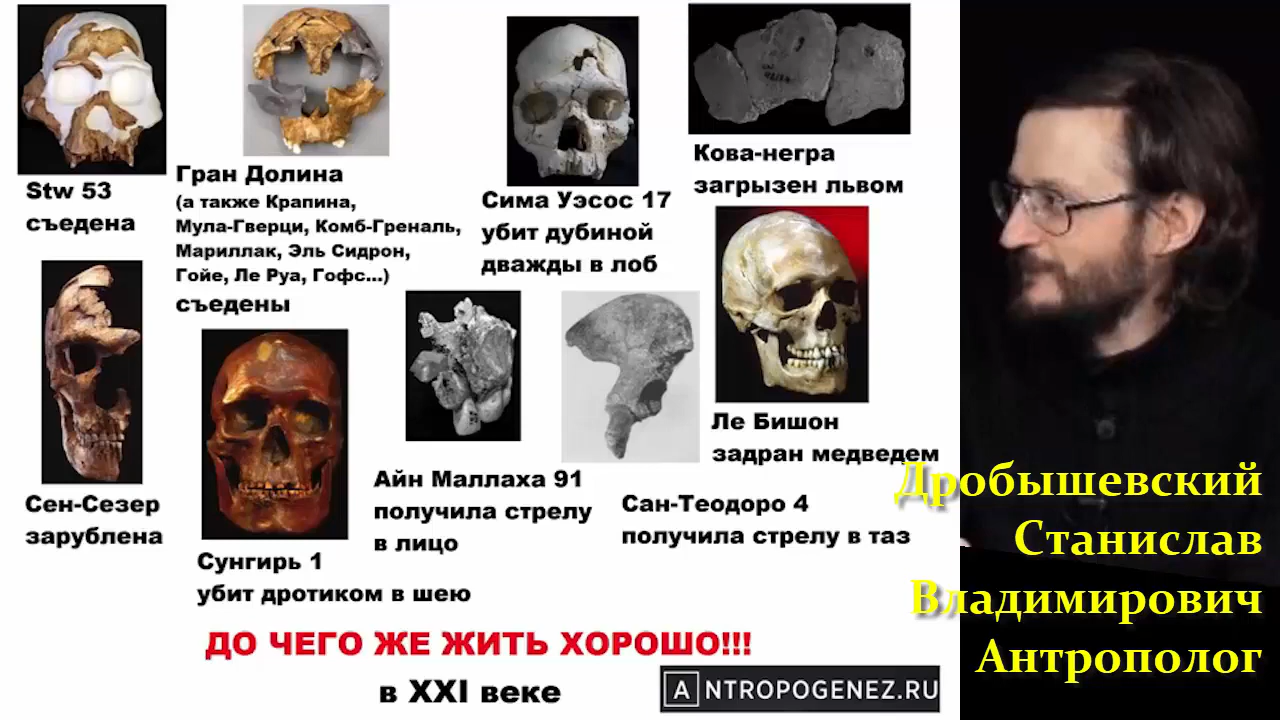 Stw 53
съедена
Гран Долина
(а также Крапина,
Мула-Гверци, Комб-Греналь,
Мариллак, Эль Сидрон,
Гойе, Ле Руа, Гофс...)
съедены
Сима Уэсос 17
убит дубиной
дважды в лоб
Кова-негра
загрызен львом
Сен-Сезер
зарублена
Сунгирь 1
убит дротиком в шею
Айн Маллаха 91
получила стрелу
в лицо
Сан-Теодоро 4
получила стрелу в таз
Ле Бишон
задран медведем
ДО ЧЕГО ЖЕ ЖИТЬ ХОРОШО!!!
в XXI веке
ANTROPOGENEZ.RU
Дробышевский
Станислав
Владимирович
Антрополог